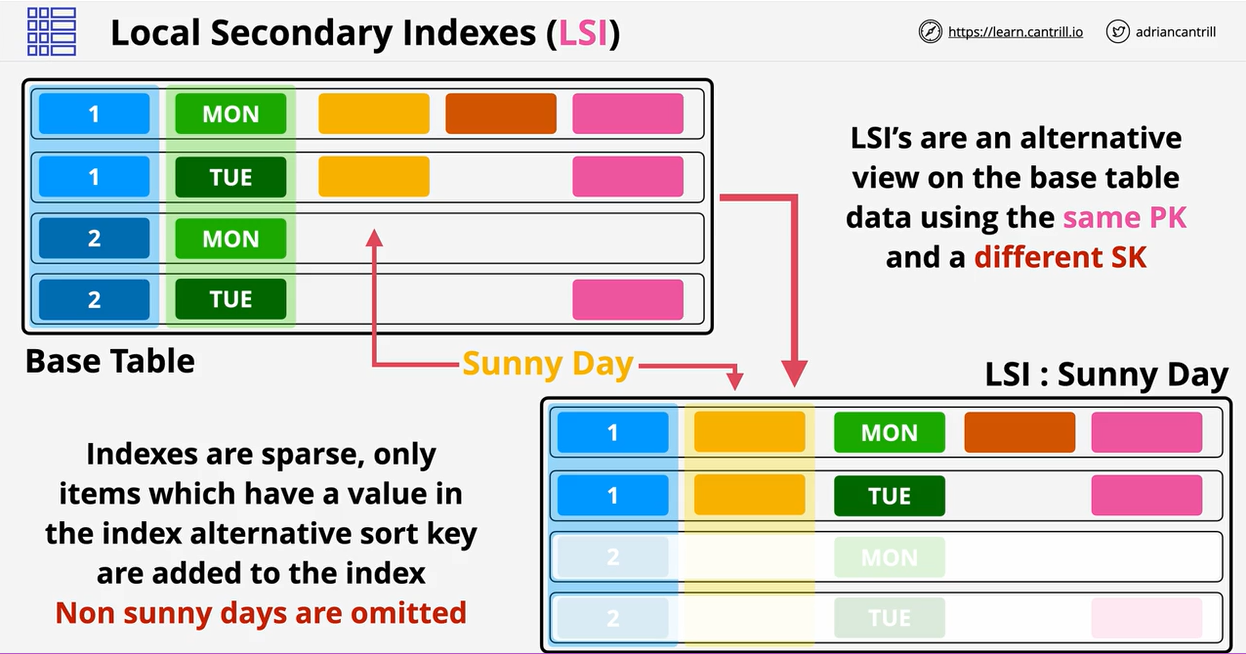 Local Secondary Indexes (LSI)
https://learn.cantrill.io
adriancantrill
1 MON
1 TUE
2 MON
2 TUE
Base Table
LSI's are an alternative
view on the base table
data using the same PK
and a different SK
Sunny Day
LSI : Sunny Day
Indexes are sparse, only
items which have a value in
the index alternative sort key
are added to the index
Non sunny days are omitted
1 MON
1 TUE
2 MON
2 TUE